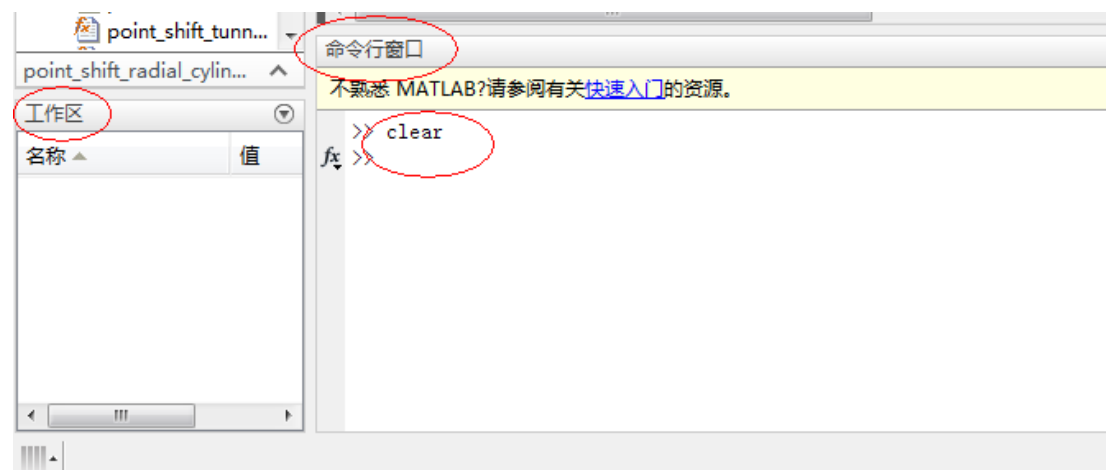 point_shift_tunn...
point_shift_radial_cylin...
工作区
名称 值
命令行窗口
不熟悉 MATLAB?请参阅有关快速入门的资源。
>> clear
fx >>